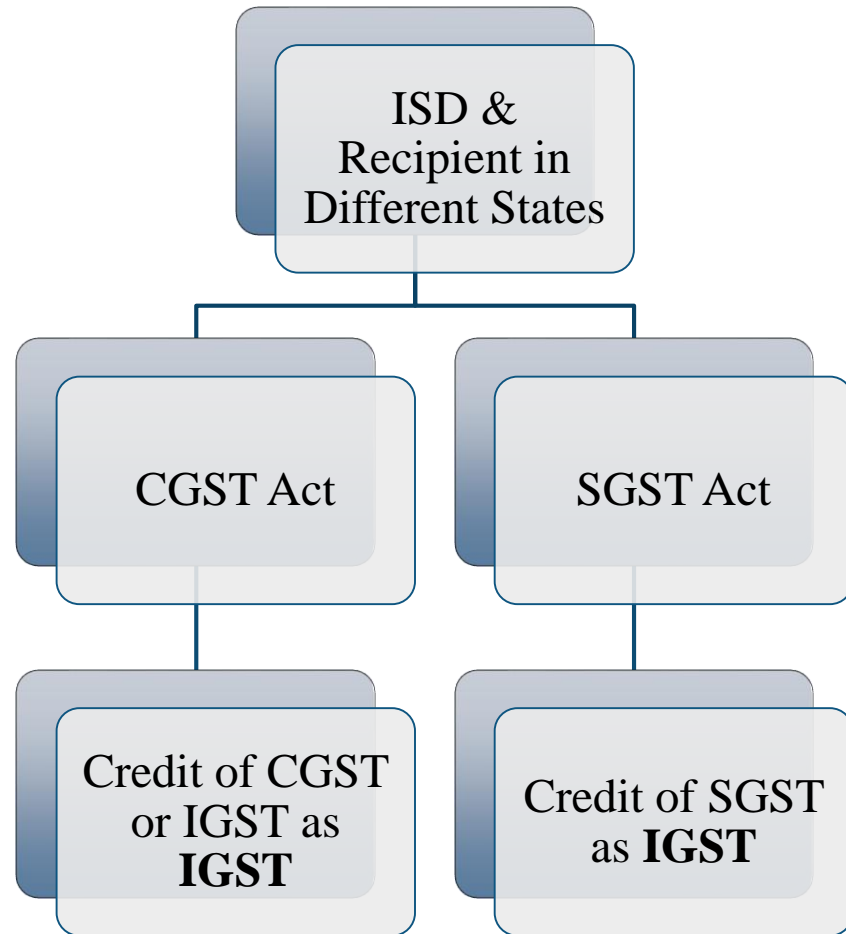 ISD &
Recipient in
Different States
CGST Act
SGST Act
Credit of CGST
or IGST as
IGST
Credit of SGST
as IGST